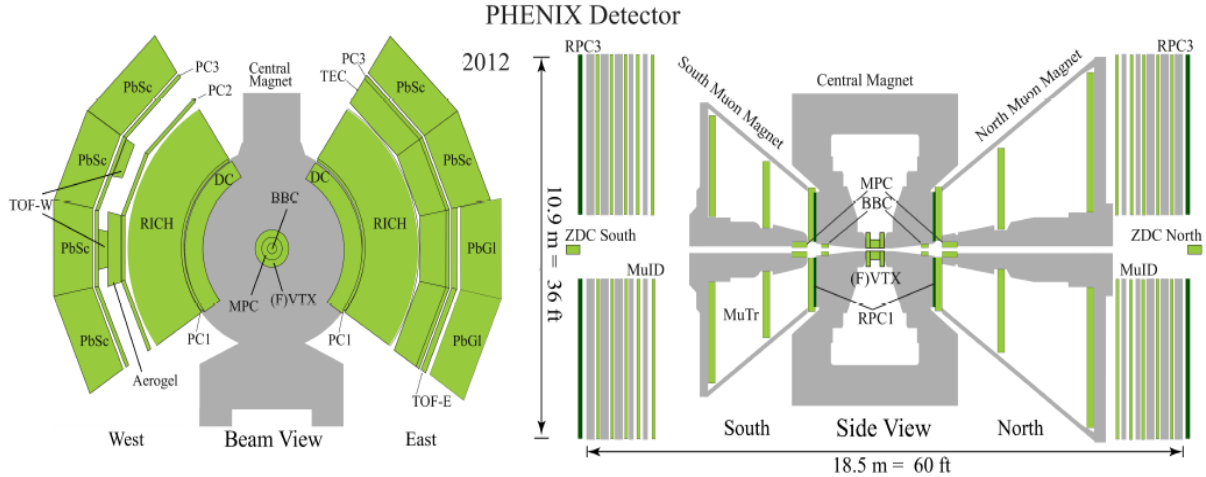 PHENIX Detector
2012
PC3
PC2
Central
Magnet
PC3
TEC
PbSc
PbSc
PbSc
PbSc
TOF-W
RICH
DC
DC
BBC
RICH
PbSc
PbSc
PbGl
PbGl
MPC
(F)VTX
PC1
PC1
Aerogel
TOF-E
West
Beam View
East
RPC3
South Muon Magnet
Central Magnet
North Muon Magnet
RPC3
10.9 m = 36 ft
MPC
BBC
ZDC South
ZDC North
MuID
(F)VTX
MuID
MuTr
RPC1
South
Side View
North
18.5 m = 60 ft